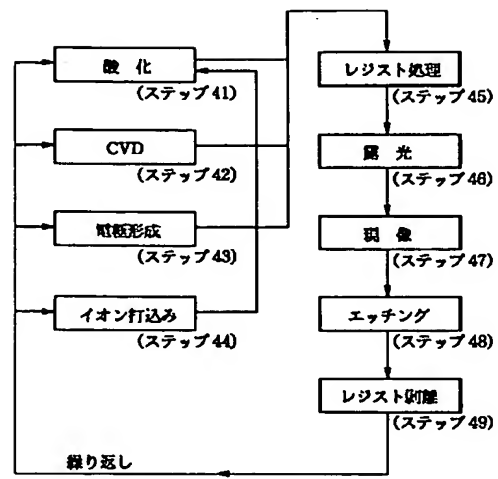 酸化
(ステップ41)
CVD
(ステップ42)
電極形成
(ステップ43)
イオン打込み
(ステップ44)
レジスト処理
(ステップ45)
露光
(ステップ46)
現像
(ステップ47)
エッチング
(ステップ48)
レジスト剥離
(ステップ49)
繰り返し